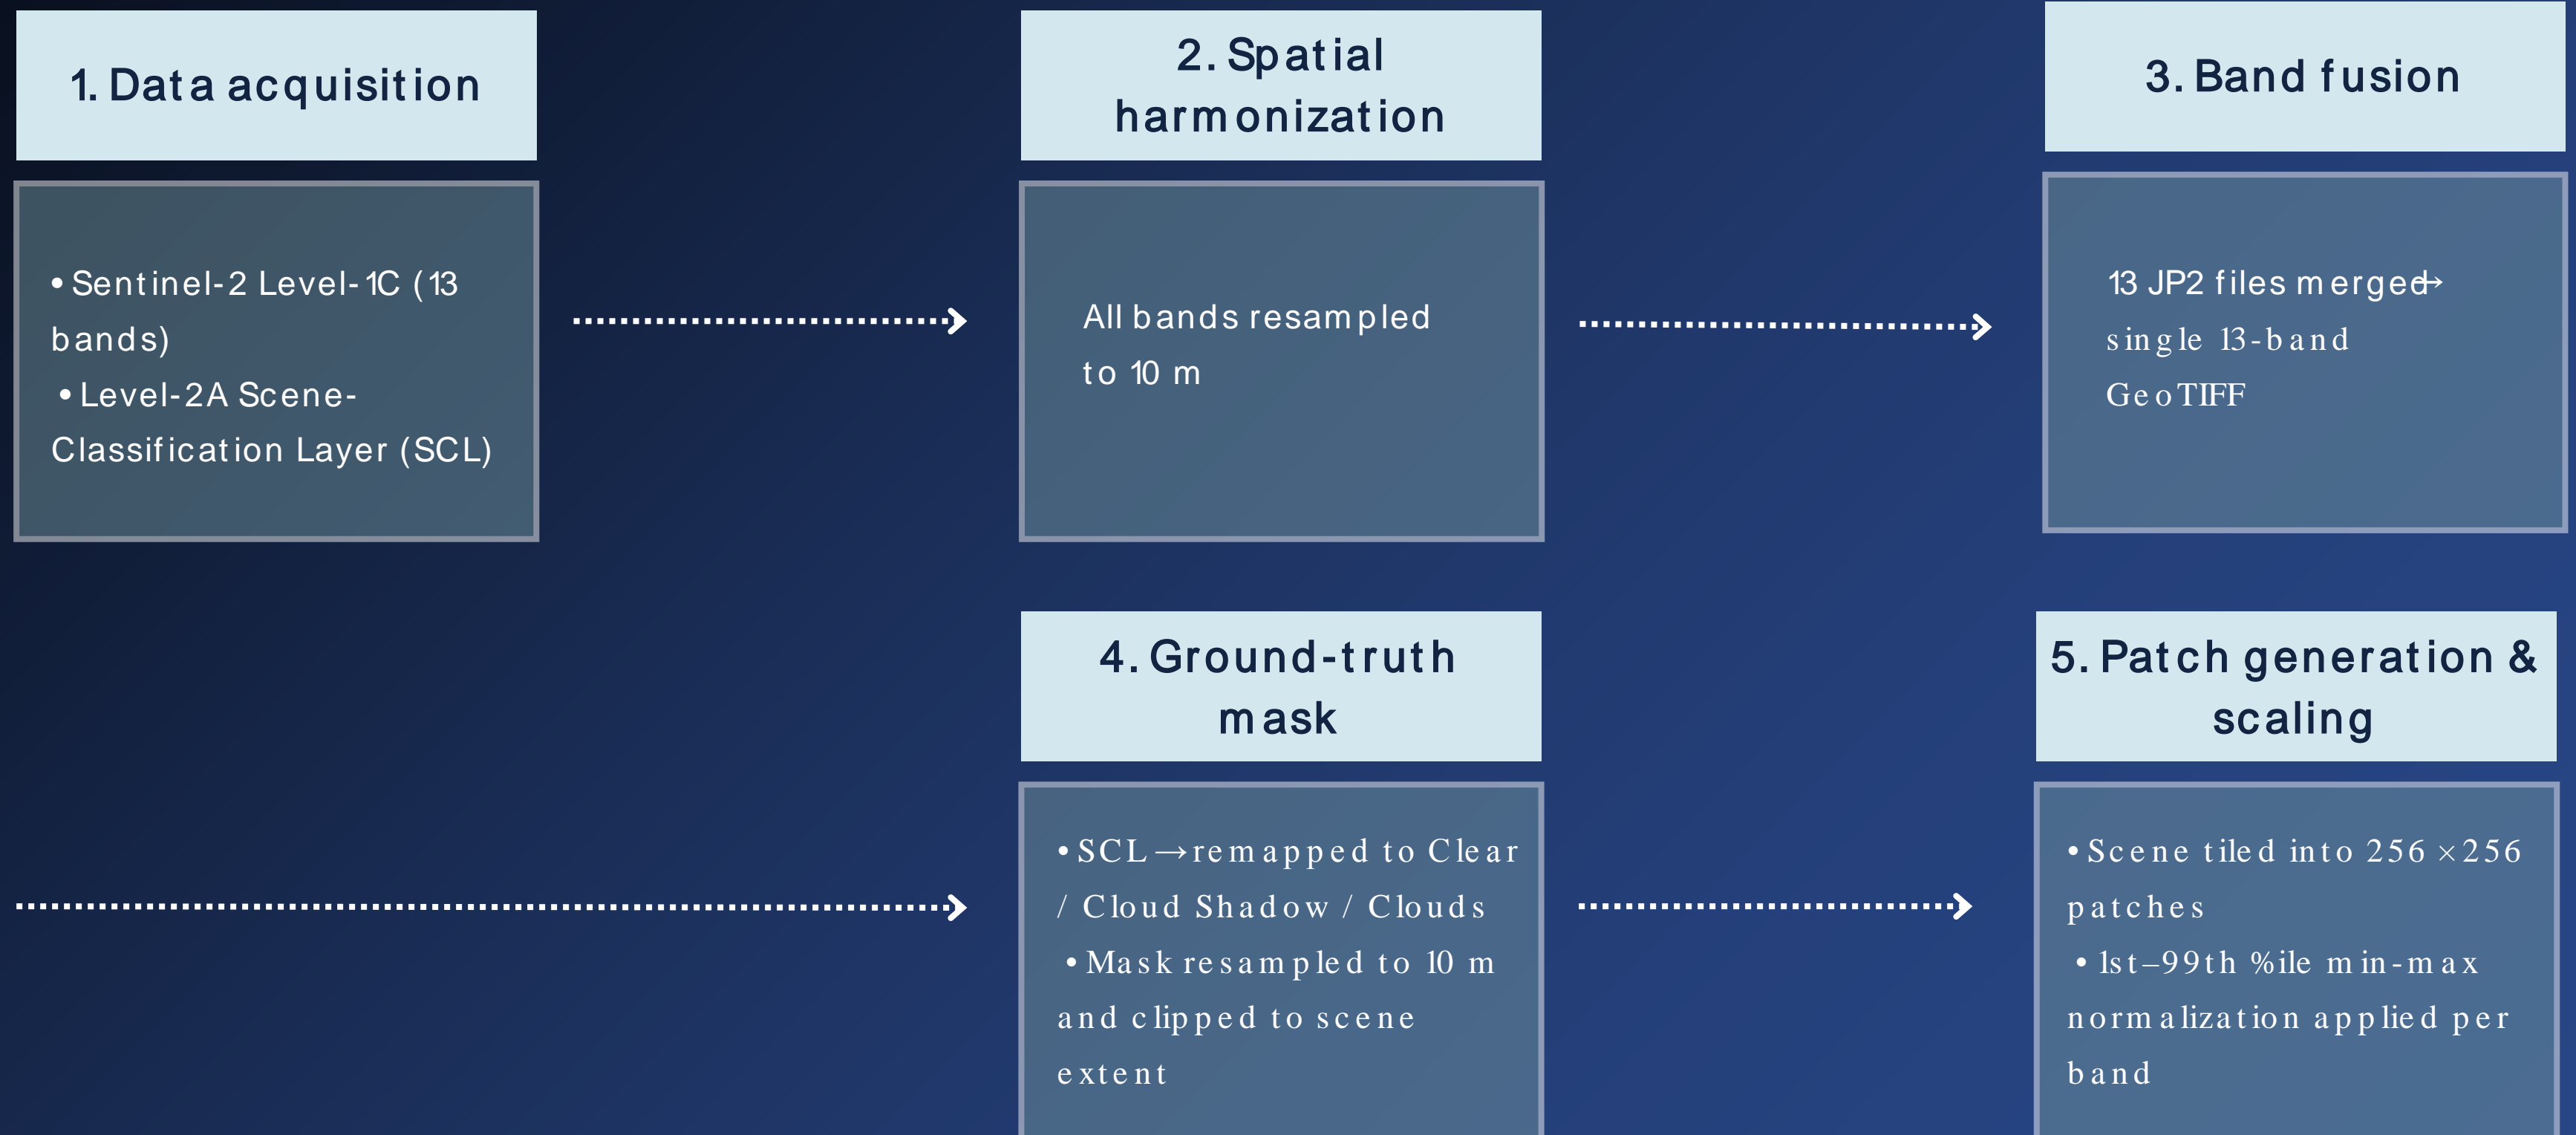 1. Data acquisition
• Sentinel-2 Level-1C (13
bands)
• Level-2A Scene-
Classification Layer (SCL)
2. Spatial
harmonization
All bands resampled
to 10 m
3. Band fusion
13 JP2 files merged→
single 13-band
GeoTIFF
4. Ground-truth
mask
• SCL→remapped to Clear
/ Cloud Shadow / Clouds
• Mask resampled to 10 m
and clipped to scene
extent
5. Patch generation &
scaling
• Scene tiled into 256 ×256
patches
• 1st–99th %ile min-max
normalization applied per
band